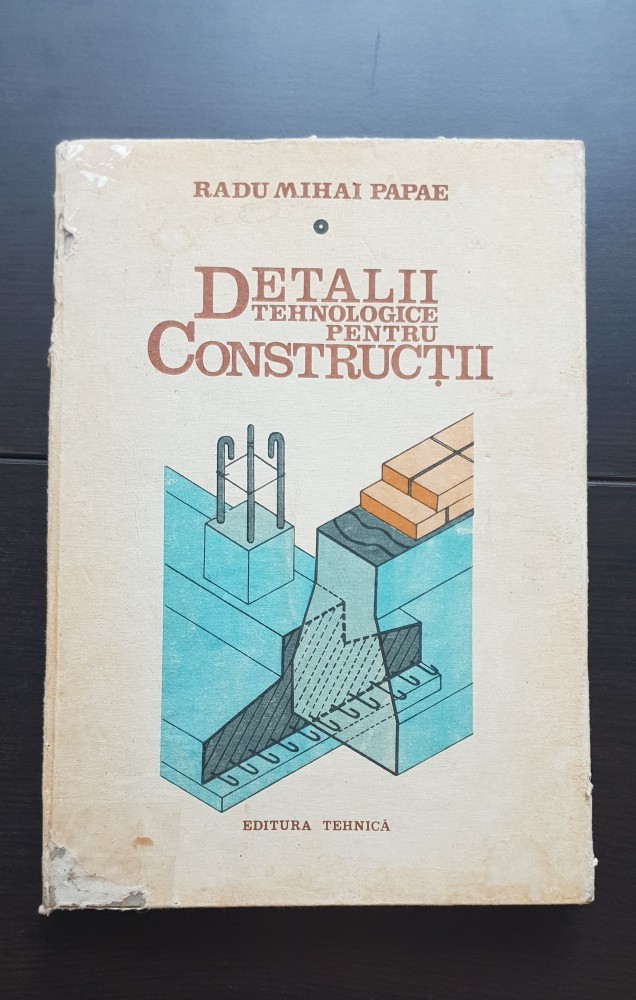 RADU MIHAI PAPAE
DETALII
TEHNOLOGICE
PENTRU
CONSTRUCȚII
EDITURA TEHNICĂ